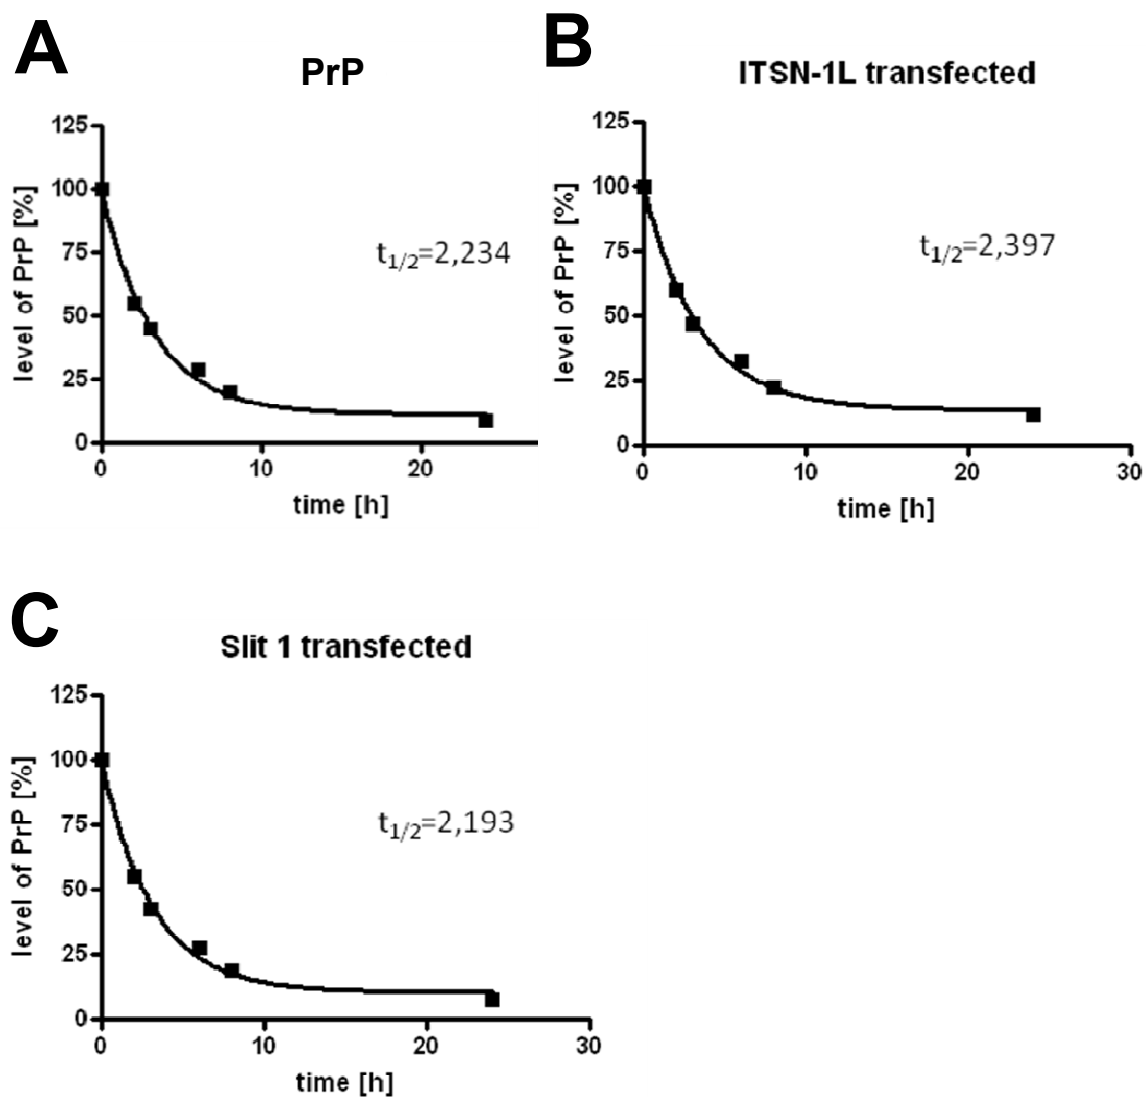 A
PrP
125
100
75
50
25
0
level of PrP [%]
t1/2=2,234
0 10 20
time [h]
B
ITSN-1L transfected
125
100
75
50
25
0
level of PrP [%]
t1/2=2,397
0 10 20 30
time [h]
C
Slit 1 transfected
125
100
75
50
25
0
level of PrP [%]
t1/2=2,193
0 10 20 30
time [h]